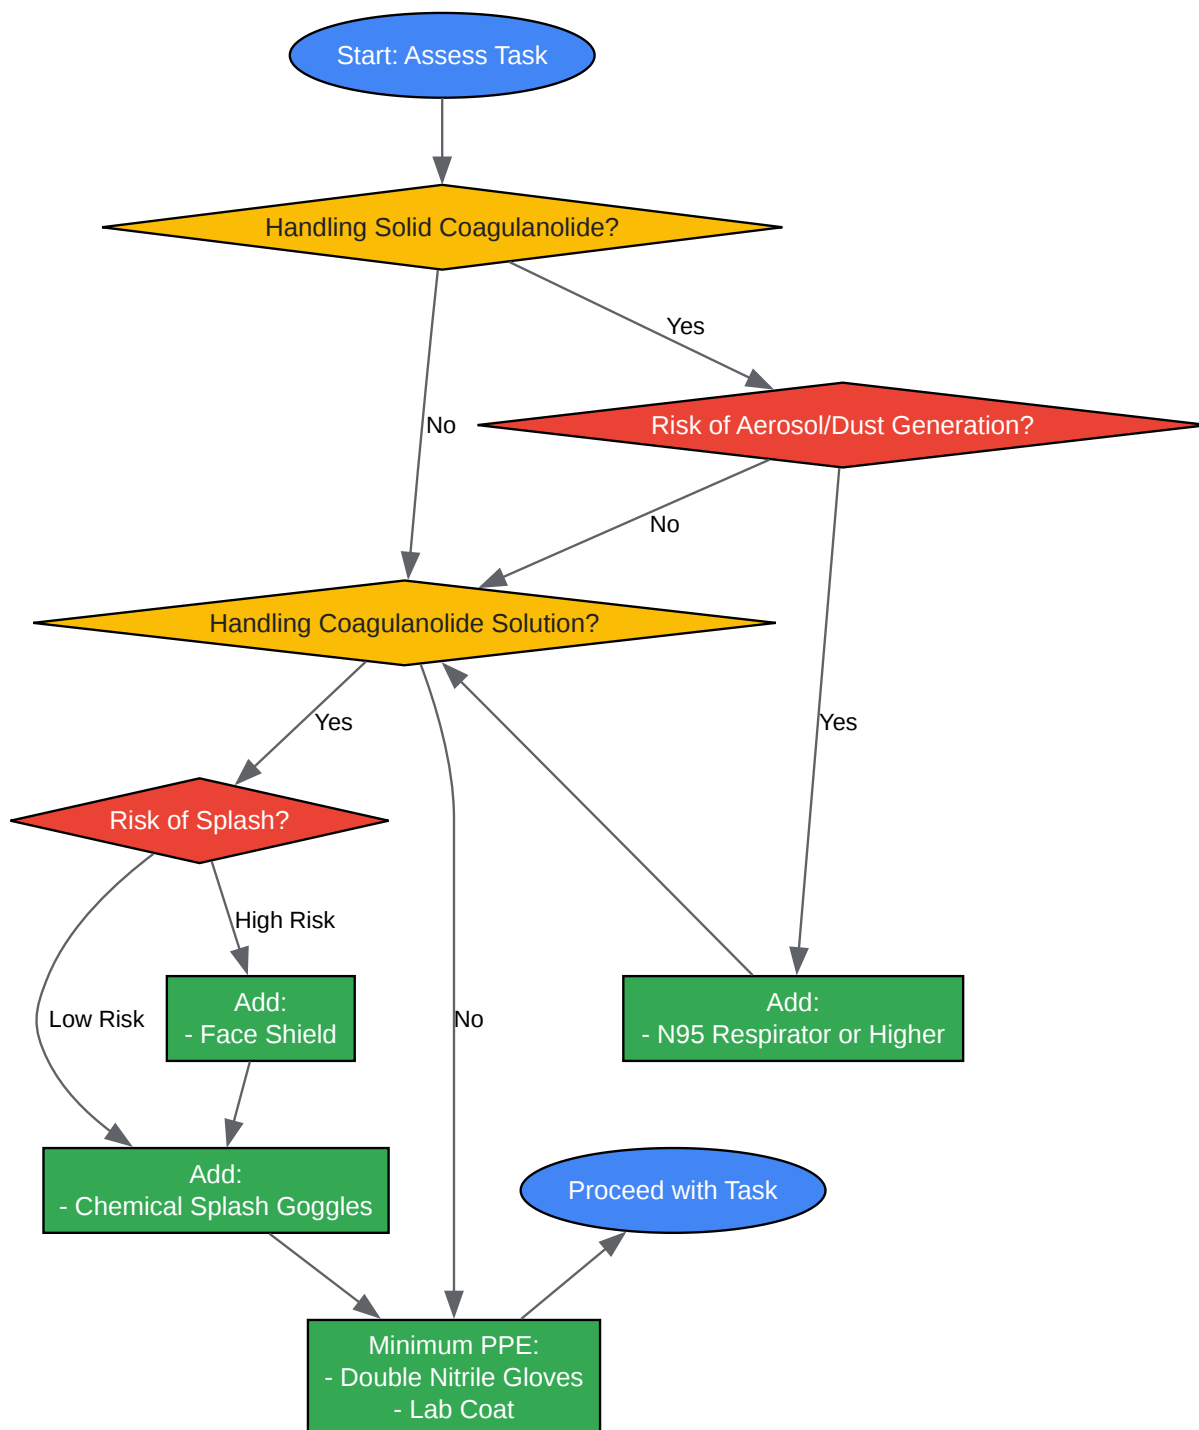 Start: Assess Task
Handling Solid Coagulanolide?
Yes
No
Risk of Aerosol/Dust Generation?
No
Handling Coagulanolide Solution?
Yes
Yes
Risk of Splash?
High Risk
Low Risk
No
Add:
- Face Shield
Add:
- N95 Respirator or Higher
Add:
- Chemical Splash Goggles
Proceed with Task
Minimum PPE:
- Double Nitrile Gloves
- Lab Coat